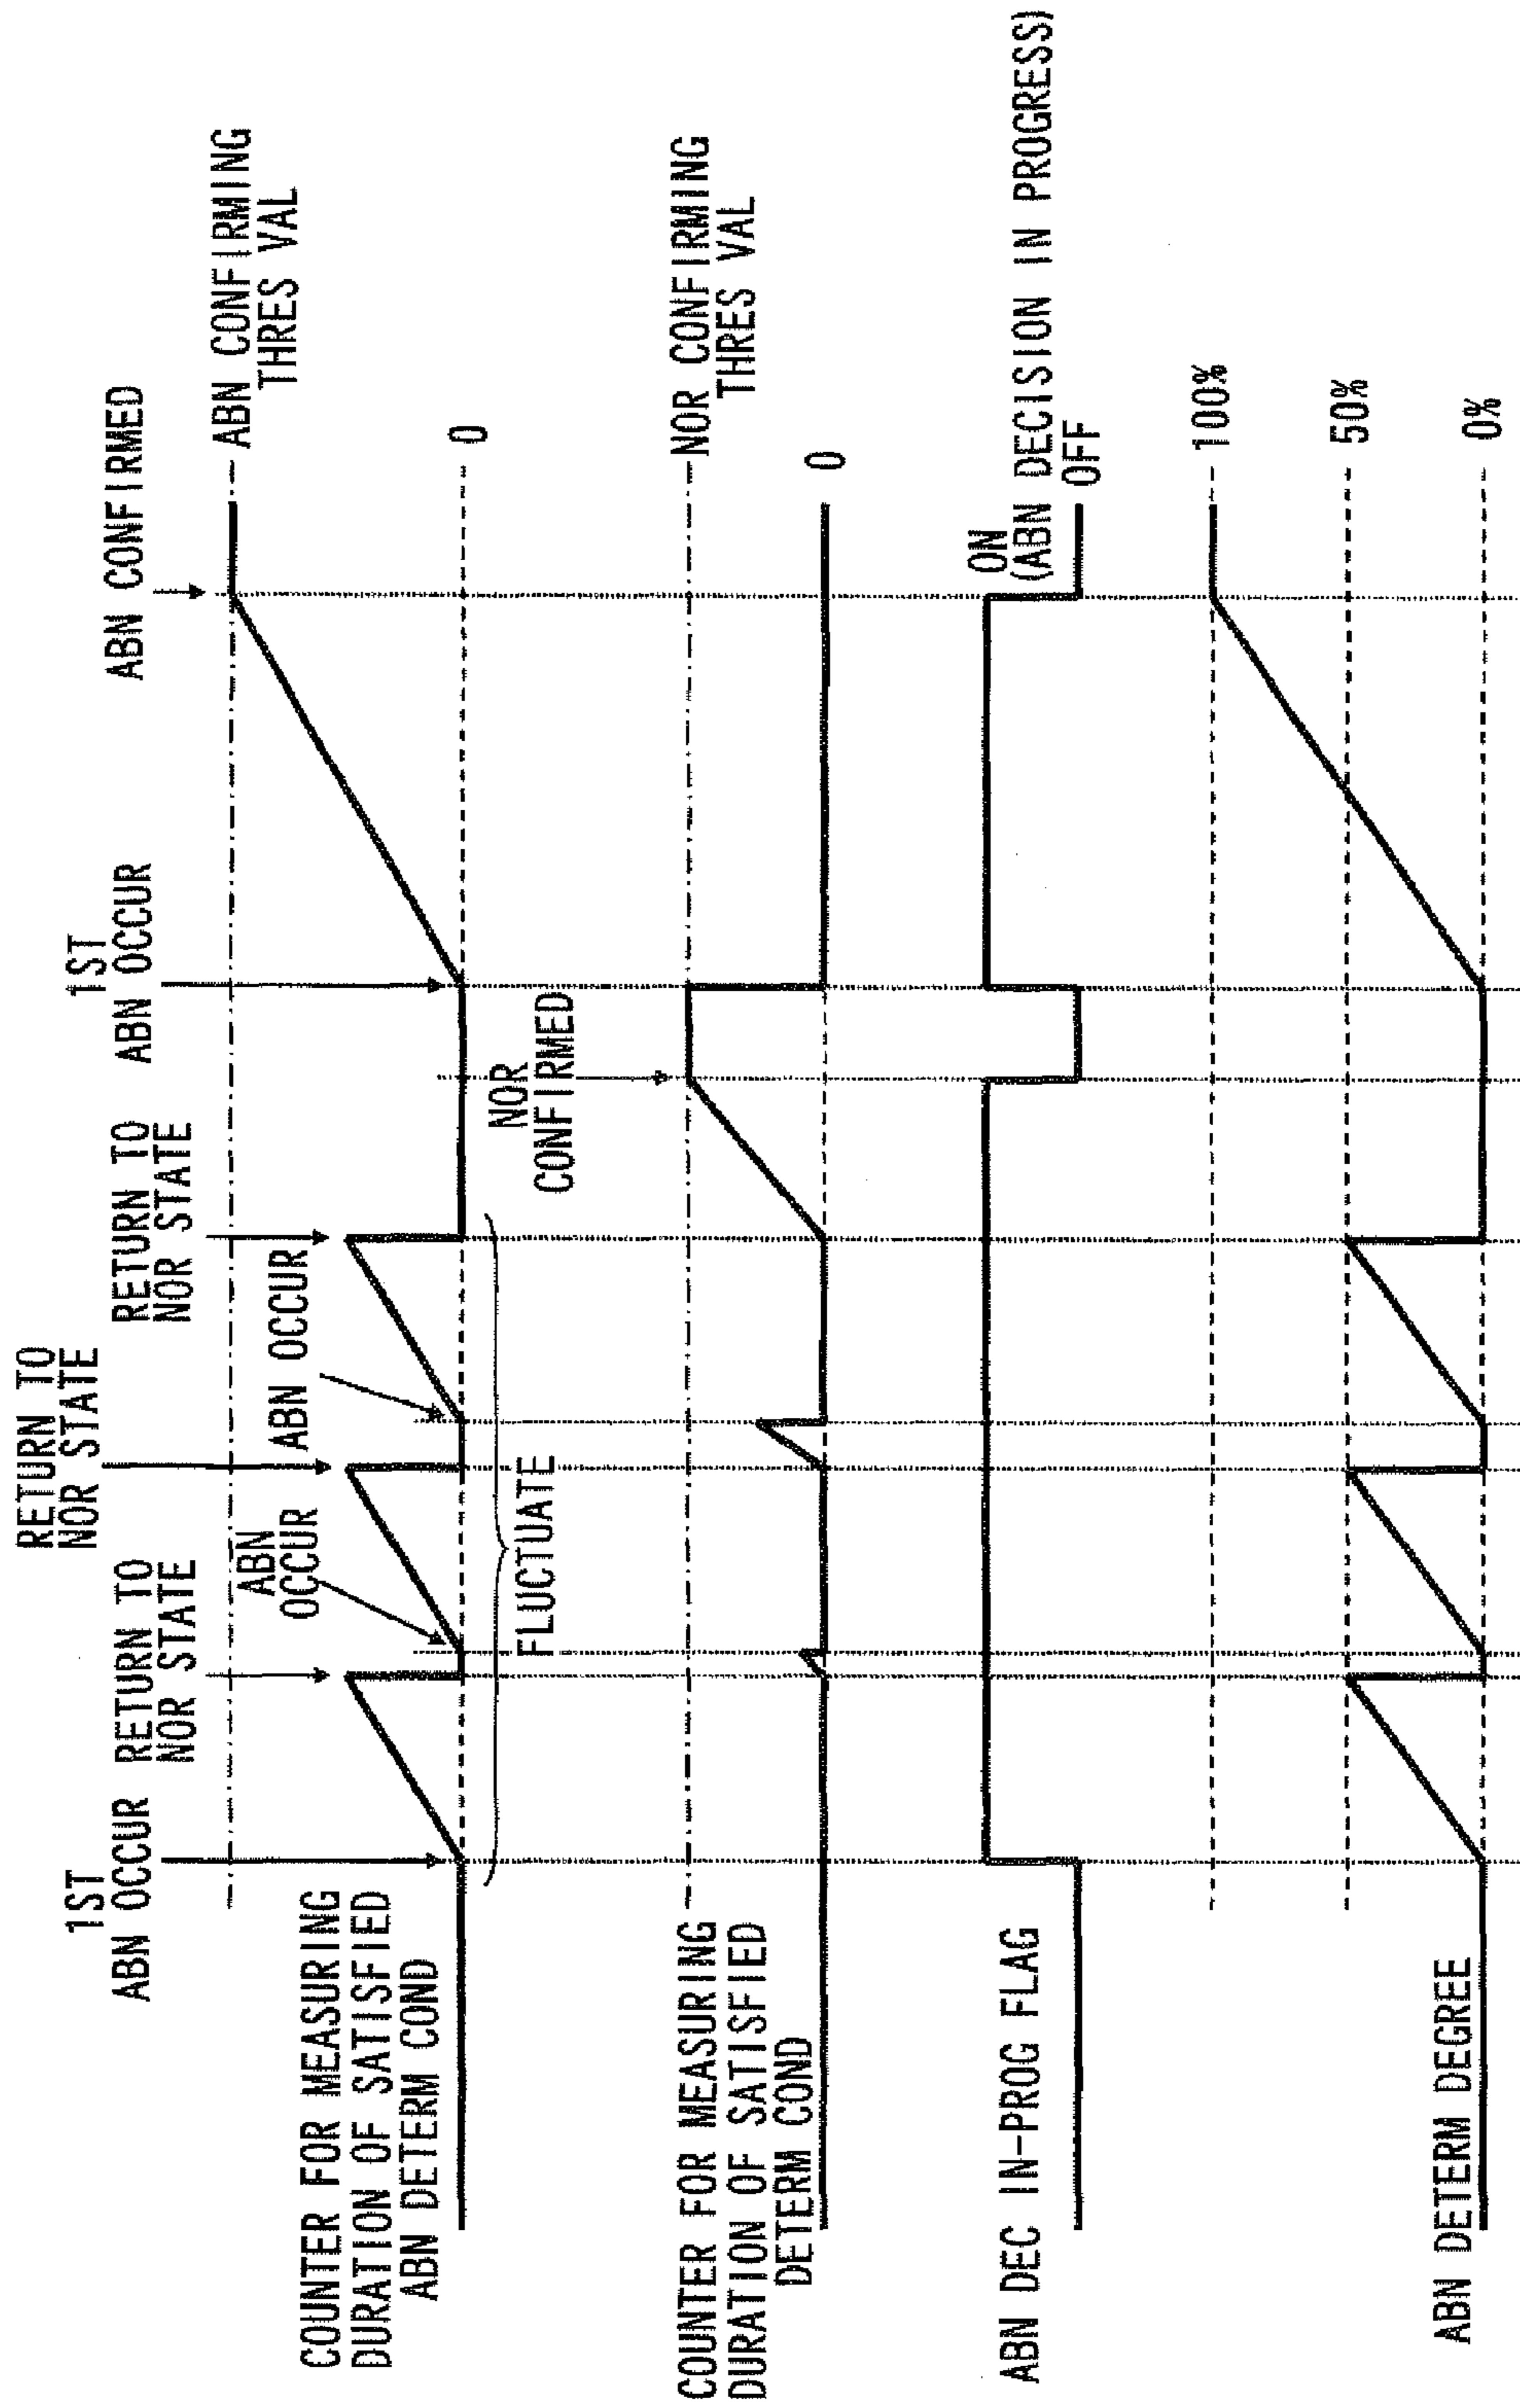 1ST
ABN OCCUR
RETURN TO
NOR STATE
RETURN TO
NOR STATE
RETURN TO
NOR STATE
1ST
ABN OCCUR
ABN CONFIRMED
ABN
OCCUR
ABN OCCUR
ABN CONFIRMING
THRES VAL
COUNTER FOR MEASURING
DURATION OF SATISFIED
ABN DETERM COND
0
FLUCTUATE
NOR
CONFIRMED
NOR CONFIRMING
THRES VAL
COUNTER FOR MEASURING
DURATION OF SATISFIED
DETERM COND
0
ON
(ABN DECISION IN PROGRESS)
ABN DEC IN-PROG FLAG
OFF
100%
50%
ABN DETERM DEGREE
0%